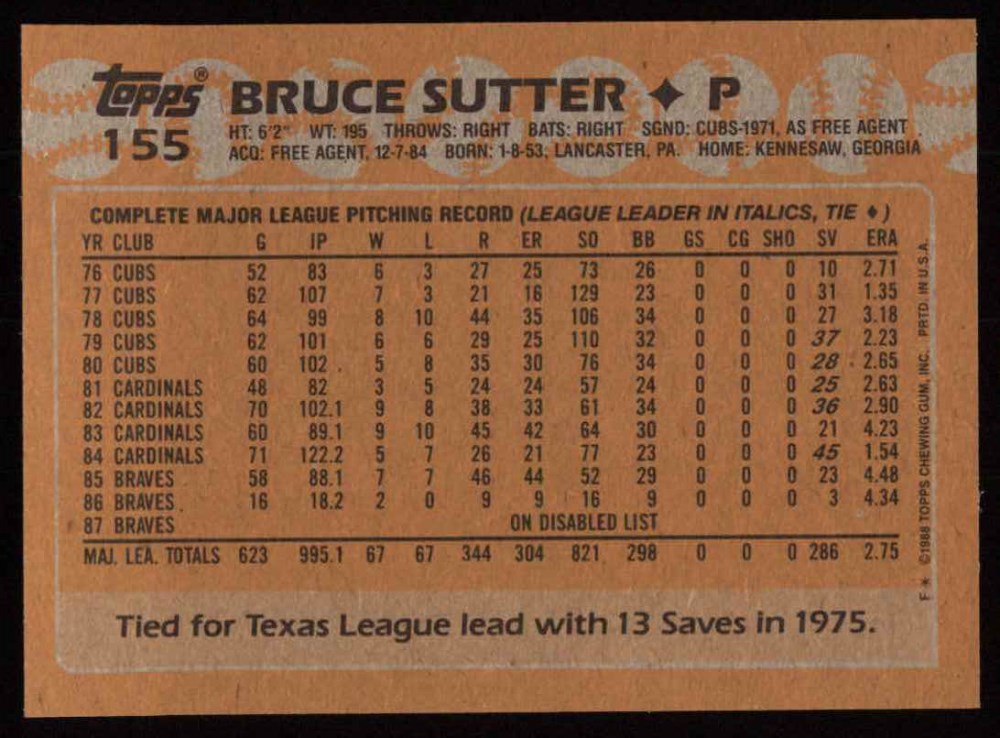 topps® BRUCE SUTTER ✦ P
155 HT: 6'2" WT: 195 THROWS: RIGHT BATS: RIGHT SGND: CUBS-1971, AS FREE AGENT
ACQ: FREE AGENT, 12-7-84 BORN: 1-8-53, LANCASTER, PA. HOME: KENNESAW, GEORGIA
COMPLETE MAJOR LEAGUE PITCHING RECORD (LEAGUE LEADER IN ITALICS, TIE ♦)
YR CLUB G IP W L R ER SO BB GS CG SHO SV ERA
76 CUBS 52 83 6 3 27 25 73 26 0 0 0 10 2.71
77 CUBS 62 107 7 3 21 16 129 23 0 0 0 31 1.35
78 CUBS 64 99 8 10 44 35 106 34 0 0 0 27 3.18
79 CUBS 62 101 6 6 29 25 110 32 0 0 0 37 2.23
80 CUBS 60 102 5 8 35 30 76 34 0 0 0 28 2.65
81 CARDINALS 48 82 3 5 24 24 57 24 0 0 0 25 2.63
82 CARDINALS 70 102.1 9 8 38 33 61 34 0 0 0 36 2.90
83 CARDINALS 60 89.1 9 10 45 42 64 30 0 0 0 21 4.23
84 CARDINALS 71 122.2 5 7 26 21 77 23 0 0 0 45 1.54
85 BRAVES 58 88.1 7 7 46 44 52 29 0 0 0 23 4.48
86 BRAVES 16 18.2 2 0 9 9 16 9 0 0 0 3 4.34
87 BRAVES ON DISABLED LIST
MAJ. LEA. TOTALS 623 995.1 67 67 344 304 821 298 0 0 0 286 2.75
Tied for Texas League lead with 13 Saves in 1975.
F * ©1988 TOPPS CHEWING GUM, INC. PRTD. IN U.S.A.